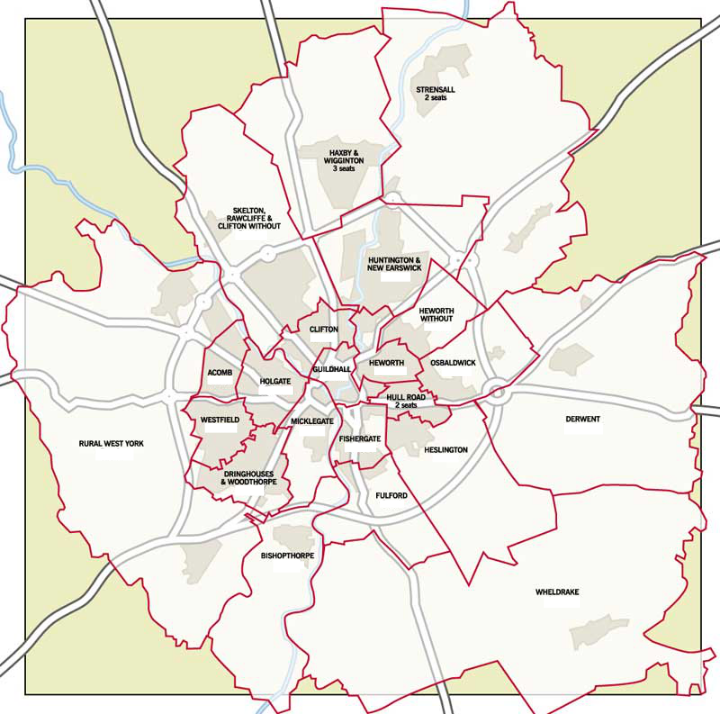 STRENSALL
2 seats
HAXBY &
WIGGINTON
3 seats
SKELTON,
RAWCLIFFE &
CLIFTON WITHOUT
HUNTINGTON &
NEW EARSWICK
HEWORTH
WITHOUT
CLIFTON
GUILDHALL
HEWORTH
OSBALDWICK
ACOMB
HOLGATE
HULL ROAD
2 seats
WESTFIELD
MICKLEGATE
FISHERGATE
DERWENT
RURAL WEST YORK
HESLINGTON
DRINGHOUSES
& WOODTHORPE
FULFORD
BISHOPTHORPE
WHELDRAKE